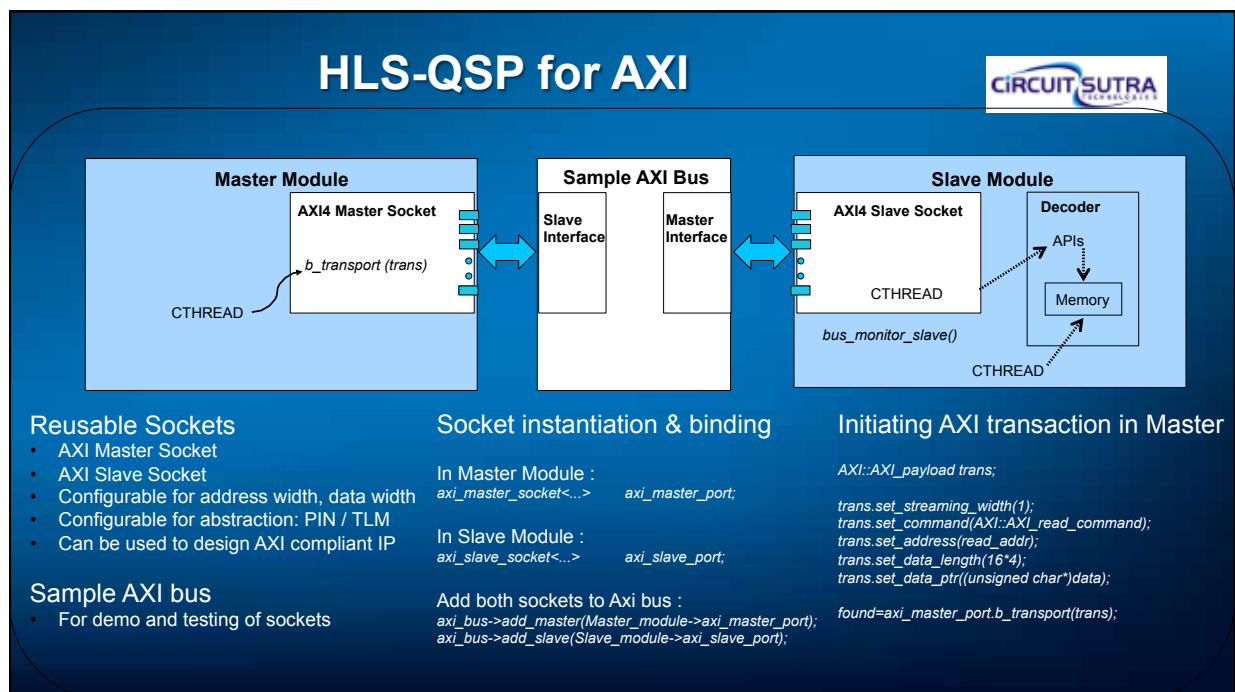 HLS-QSP for AXI
CiRCUIT SUTRA
TECHNOLOGIES
Master Module
AXI4 Master Socket
b_transport (trans)
CTHREAD
Sample AXI Bus
Slave
Interface
Master
Interface
Slave Module
AXI4 Slave Socket
CTHREAD
bus_monitor_slave()
Decoder
APIs
Memory
CTHREAD
Reusable Sockets
• AXI Master Socket
• AXI Slave Socket
• Configurable for address width, data width
• Configurable for abstraction: PIN / TLM
• Can be used to design AXI compliant IP
Sample AXI bus
• For demo and testing of sockets
Socket instantiation & binding
In Master Module :
axi_master_socket<...> axi_master_port;
In Slave Module :
axi_slave_socket<...> axi_slave_port;
Add both sockets to Axi bus :
axi_bus->add_master(Master_module->axi_master_port);
axi_bus->add_slave(Slave_module->axi_slave_port);
Initiating AXI transaction in Master
AXI::AXI_payload trans;
trans.set_streaming_width(1);
trans.set_command(AXI::AXI_read_command);
trans.set_address(read_addr);
trans.set_data_length(16*4);
trans.set_data_ptr((unsigned char*)data);
found=axi_master_port.b_transport(trans);